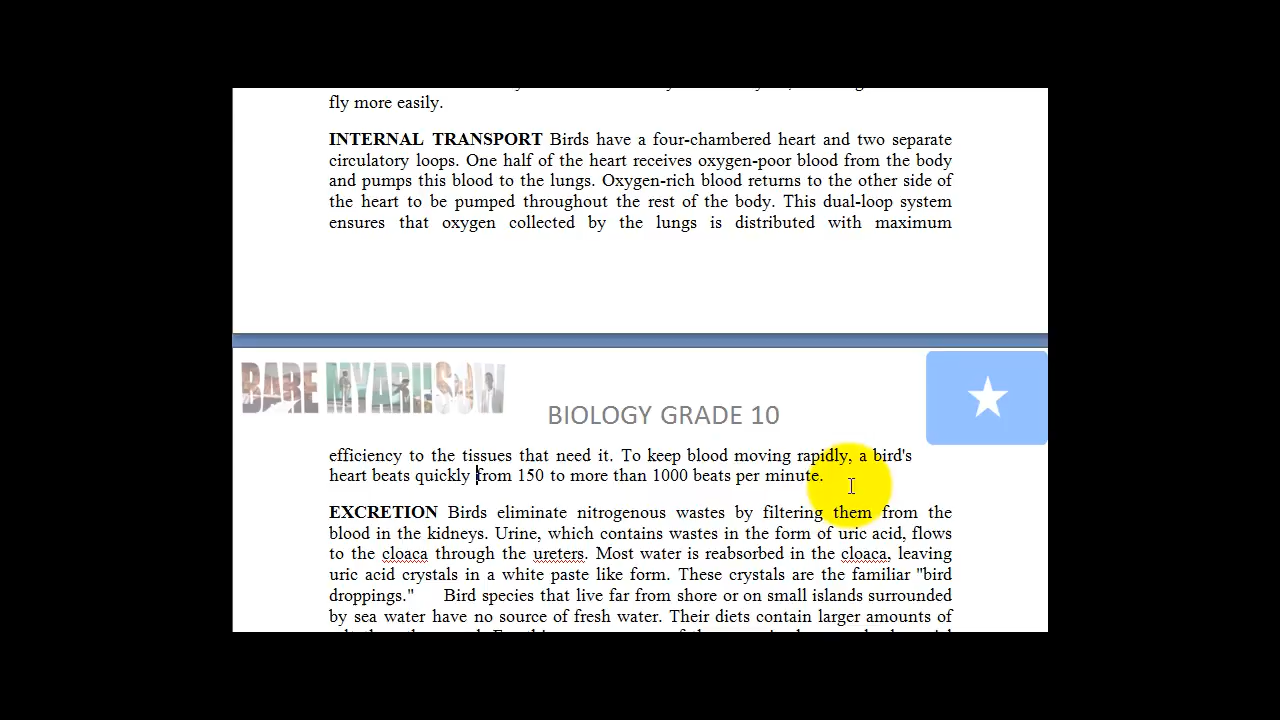 fly more easily.
INTERNAL TRANSPORT Birds have a four-chambered heart and two separate
circulatory loops. One half of the heart receives oxygen-poor blood from the body
and pumps this blood to the lungs. Oxygen-rich blood returns to the other side of
the heart to be pumped throughout the rest of the body. This dual-loop system
ensures that oxygen collected by the lungs is distributed with maximum
BARE MYARIISOW
BIOLOGY GRADE 10
efficiency to the tissues that need it. To keep blood moving rapidly, a bird's
heart beats quickly from 150 to more than 1000 beats per minute.
EXCRETION Birds eliminate nitrogenous wastes by filtering them from the
blood in the kidneys. Urine, which contains wastes in the form of uric acid, flows
to the cloaca through the ureters. Most water is reabsorbed in the cloaca, leaving
uric acid crystals in a white paste like form. These crystals are the familiar "bird
droppings." Bird species that live far from shore or on small islands surrounded
by sea water have no source of fresh water. Their diets contain larger amounts of